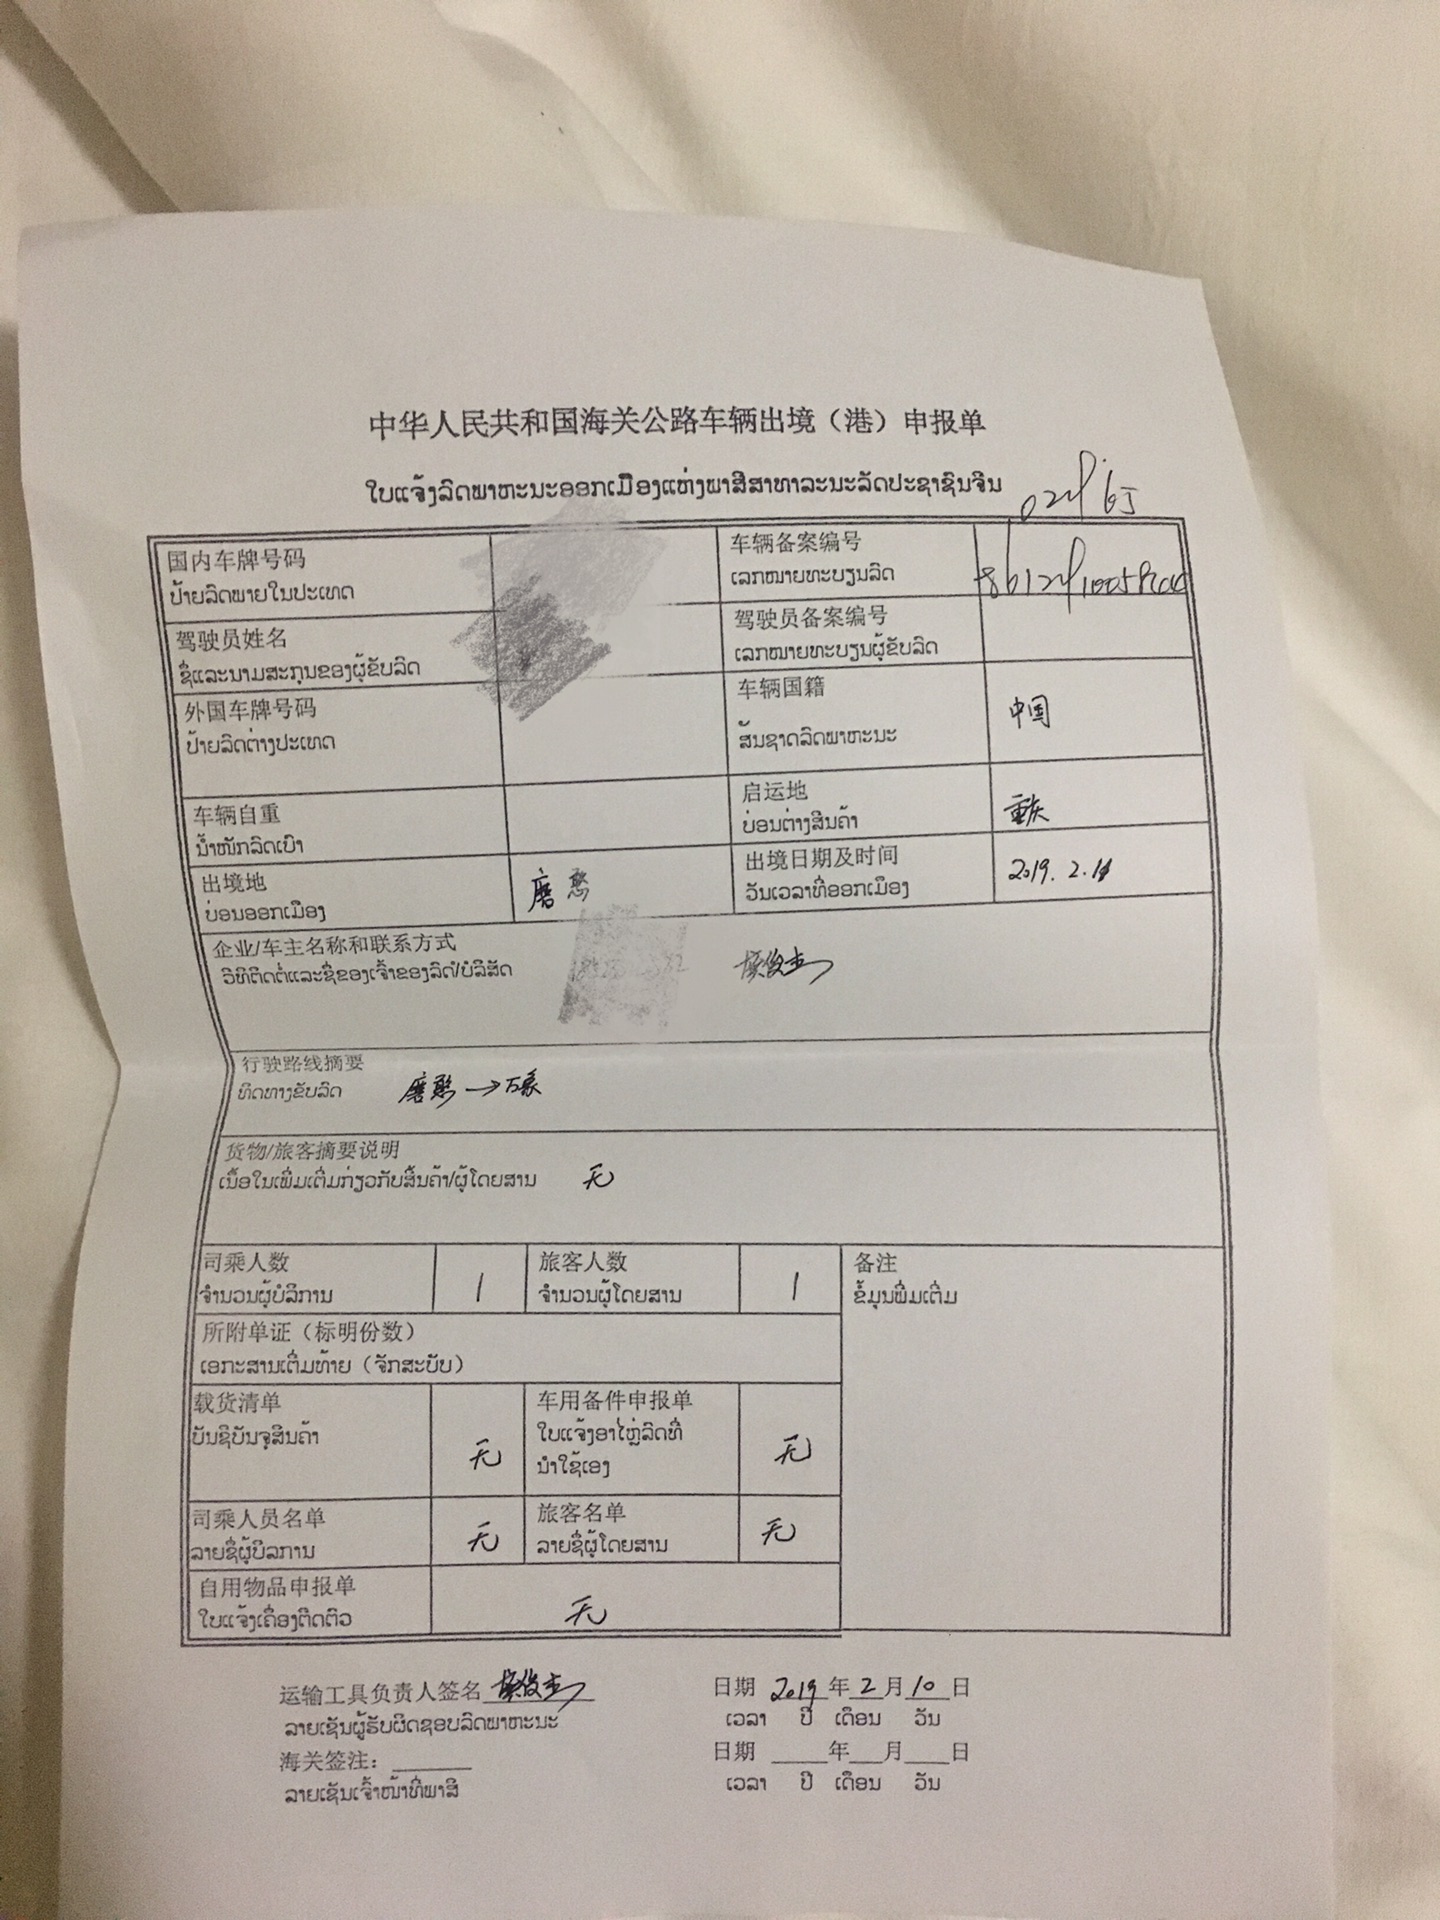 中华人民共和国海关公路车辆出境（港）申报单
ໃບແຈ້ງລົດພາຫະນະອອກເມືອງແຫ່ງພາສີສາທາລະນະລັດປະຊາຊົນຈີນ
国内车牌号码
ປ້າຍລົດພາຍໃນປະເທດ
车辆备案编号
ເລກໝາຍທະບຽນລົດ
驾驶员姓名
ຊື່ແລະນາມສະກຸນຂອງຜູ້ຂັບລົດ
驾驶员备案编号
ເລກໝາຍທະບຽນຜູ້ຂັບລົດ
外国车牌号码
ປ້າຍລົດຕ່າງປະເທດ
车辆国籍
ສັນຊາດລົດພາຫະນະ
中国
车辆自重
ນ້ຳໜັກລົດເປົ່າ
启运地
ບ່ອນຕ່າງສິນຄ້າ
重庆
出境地
ບ່ອນອອກເມືອງ
磨憨
出境日期及时间
ວັນເວລາທີ່ອອກເມືອງ
2019.2.11
企业/车主名称和联系方式
ວິທີຕິດຕໍ່ແລະຊື່ຂອງເຈົ້າຂອງລົດ/ບໍລິສັດ
行驶路线摘要
ທິດທາງຂັບລົດ
磨憨→万象
货物/旅客摘要说明
ເນື້ອໃນເພີ່ມເຕີ່ມກ່ຽວກັບສິ້ນຄ້າ/ຜູ້ໂດຍສານ 无
司乘人数
ຈຳນວນຜູ້ບໍລິການ
1
旅客人数
ຈຳນວນຜູ້ໂດຍສານ
1
备注
ຂໍ້ມູນພີ່ມເຕີ່ມ
所附单证（标明份数）
ເອກະສານເຕີ່ມທ້າຍ（ຈັກສະບັບ）
载货清单
ບັນຊີບັນຈຸສິນຄ້າ
无
车用备件申报单
ໃບແຈ້ງອາໄຫຼ່ລົດທີ່
ນຳໃຊ້ເອງ
无
司乘人员名单
ລາຍຊື່ຜູ້ບີລການ
无
旅客名单
ລາຍຊື່ຜູ້ໂດຍສານ
无
自用物品申报单
ໃບແຈ້ງເຄື່ອງຕິດຕົວ
无
运输工具负责人签名
日期 2019年2月10日
ລາຍເຊັນຜູ້ຮັບຜິດຊອບລົດພາຫະນະ
ເວລາ ປີ ເດືອນ ວັນ
海关签注：
日期 年 月 日
ລາຍເຊັນເຈົ້າໜ້າທີ່ພາສີ
ເວລາ ປີ ເດືອນ ວັນ